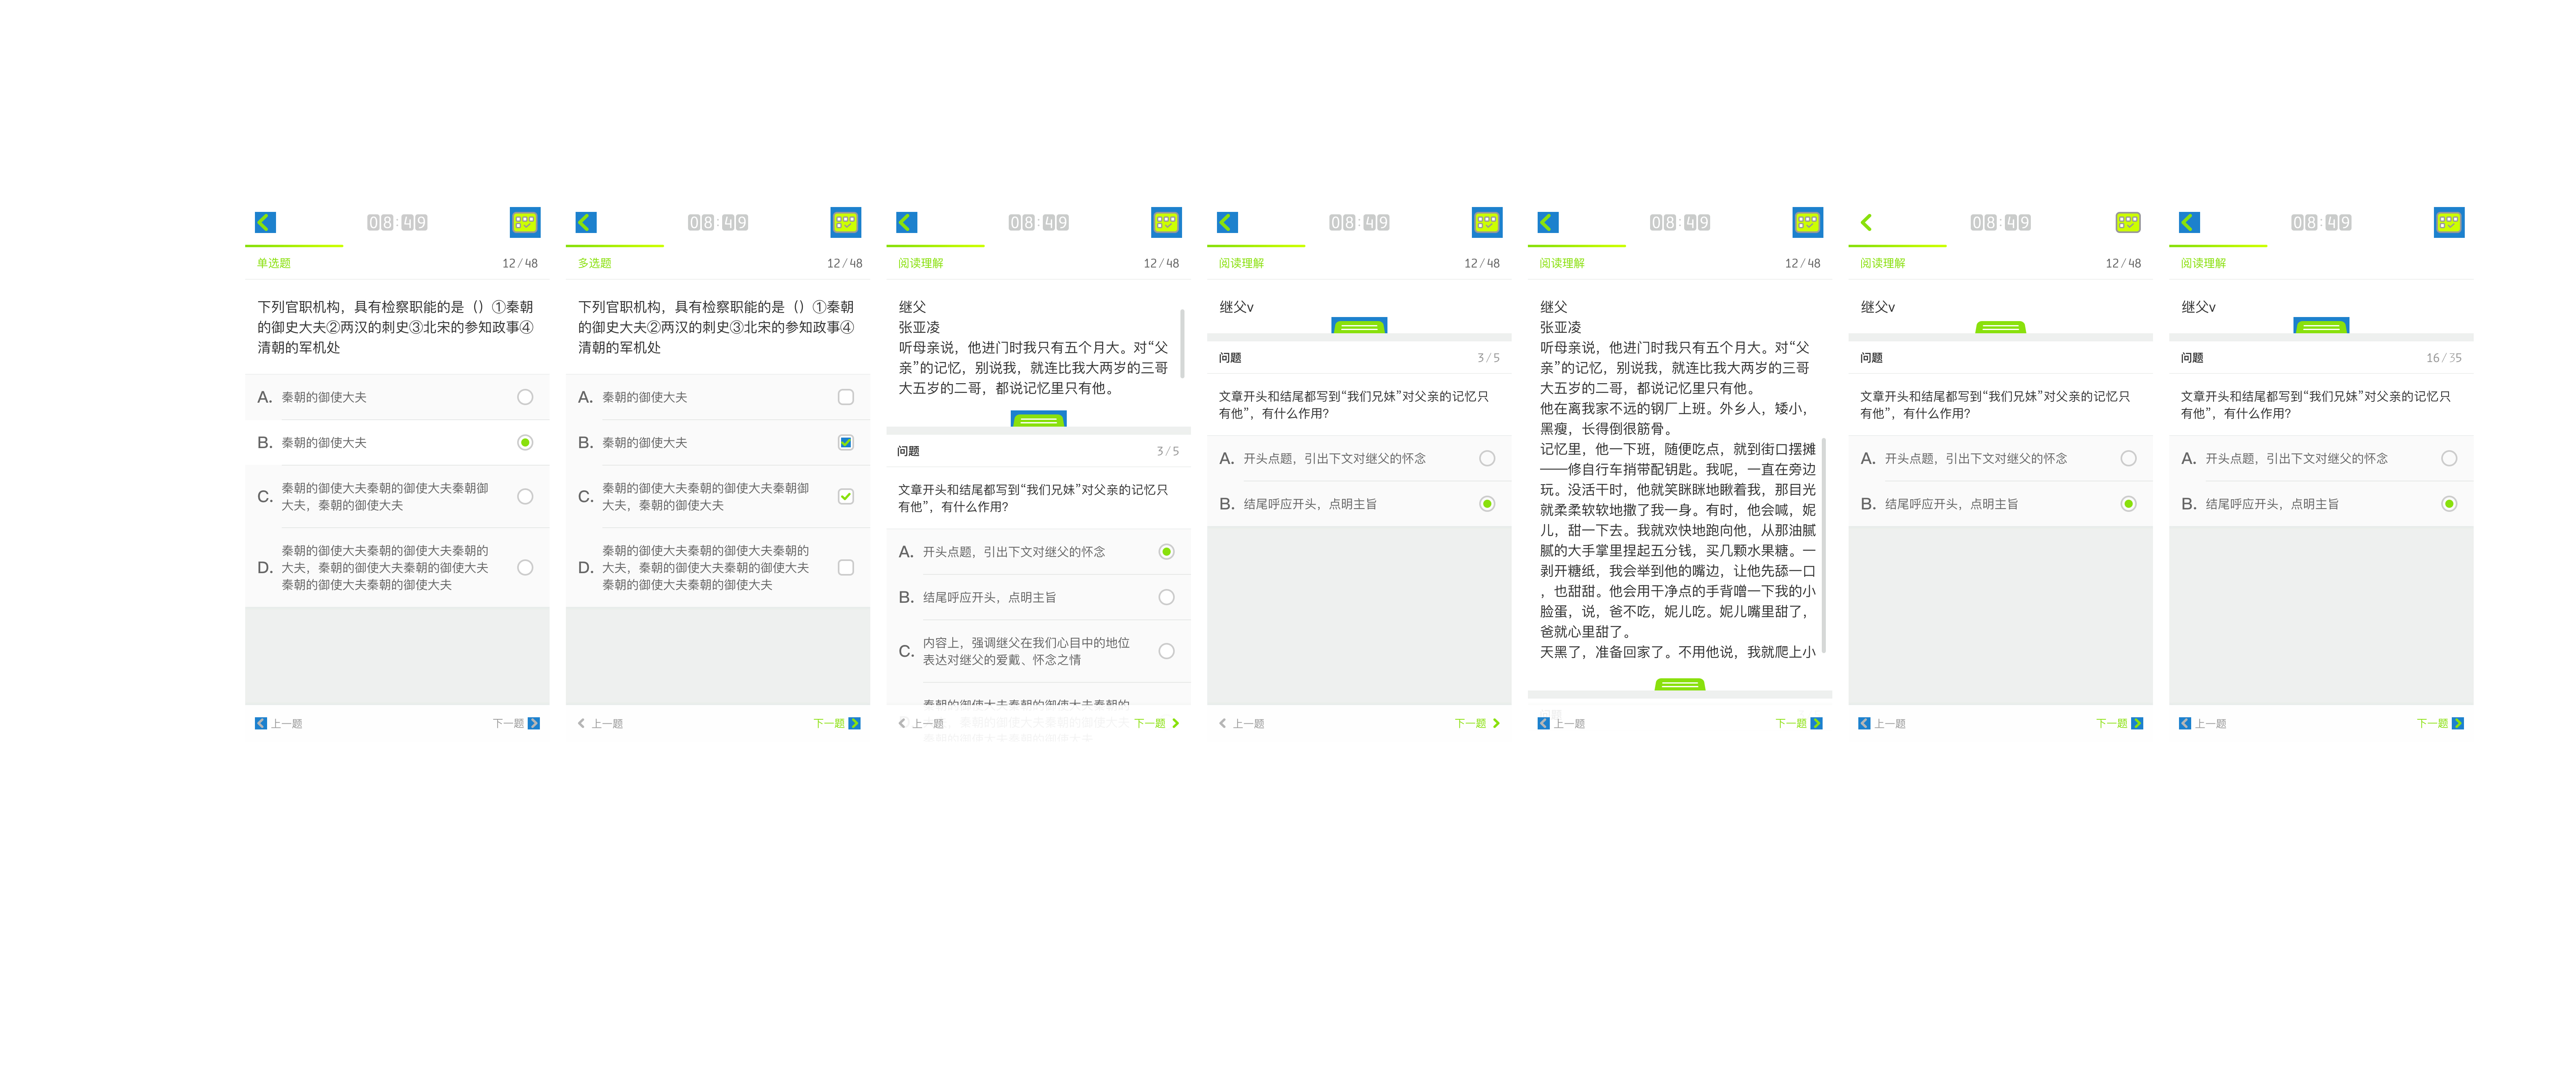 08:49
单选题
12/48
下列官职机构，具有检察职能的是（）①秦朝
的御史大夫②两汉的刺史③北宋的参知政事④
清朝的军机处
A. 秦朝的御使大夫
B. 秦朝的御使大夫
C. 秦朝的御使大夫秦朝的御使大夫秦朝御
大夫，秦朝的御使大夫
D. 秦朝的御使大夫秦朝的御使大夫秦朝的
大夫，秦朝的御使大夫秦朝的御使大夫
秦朝的御使大夫秦朝的御使大夫
上一题
下一题
08:49
多选题
12/48
下列官职机构，具有检察职能的是（）①秦朝
的御史大夫②两汉的刺史③北宋的参知政事④
清朝的军机处
A. 秦朝的御使大夫
B. 秦朝的御使大夫
C. 秦朝的御使大夫秦朝的御使大夫秦朝御
大夫，秦朝的御使大夫
D. 秦朝的御使大夫秦朝的御使大夫秦朝的
大夫，秦朝的御使大夫秦朝的御使大夫
秦朝的御使大夫秦朝的御使大夫
上一题
下一题
08:49
阅读理解
12/48
继父
张亚凌
听母亲说，他进门时我只有五个月大。对“父
亲”的记忆，别说我，就连比我大两岁的三哥
大五岁的二哥，都说记忆里只有他。
问题
3/5
文章开头和结尾都写到“我们兄妹”对父亲的记忆只
有他”，有什么作用?
A. 开头点题，引出下文对继父的怀念
B. 结尾呼应开头，点明主旨
C. 内容上，强调继父在我们心目中的地位
表达对继父的爱戴、怀念之情
秦朝的御使大夫秦朝的御使大夫秦朝的
大夫，秦朝的御使大夫秦朝的御使大夫
秦朝的御使大夫秦朝的御使大夫
上一题
下一题
08:49
阅读理解
12/48
继父v
问题
3/5
文章开头和结尾都写到“我们兄妹”对父亲的记忆只
有他”，有什么作用?
A. 开头点题，引出下文对继父的怀念
B. 结尾呼应开头，点明主旨
上一题
下一题
08:49
阅读理解
12/48
继父
张亚凌
听母亲说，他进门时我只有五个月大。对“父
亲”的记忆，别说我，就连比我大两岁的三哥
大五岁的二哥，都说记忆里只有他。
他在离我家不远的钢厂上班。外乡人，矮小，
黑瘦，长得倒很筋骨。
记忆里，他一下班，随便吃点，就到街口摆摊
——修自行车捎带配钥匙。我呢，一直在旁边
玩。没活干时，他就笑眯眯地瞅着我，那目光
就柔柔软软地撒了我一身。有时，他会喊，妮
儿，甜一下去。我就欢快地跑向他，从那油腻
腻的大手掌里捏起五分钱，买几颗水果糖。一
剥开糖纸，我会举到他的嘴边，让他先舔一口
，也甜甜。他会用干净点的手背噌一下我的小
脸蛋，说，爸不吃，妮儿吃。妮儿嘴里甜了，
爸就心里甜了。
天黑了，准备回家了。不用他说，我就爬上小
问题
上一题
下一题
08:49
阅读理解
12/48
继父v
问题
文章开头和结尾都写到“我们兄妹”对父亲的记忆只
有他”，有什么作用?
A. 开头点题，引出下文对继父的怀念
B. 结尾呼应开头，点明主旨
上一题
下一题
08:49
阅读理解
继父v
问题
16/35
文章开头和结尾都写到“我们兄妹”对父亲的记忆只
有他”，有什么作用?
A. 开头点题，引出下文对继父的怀念
B. 结尾呼应开头，点明主旨
上一题
下一题